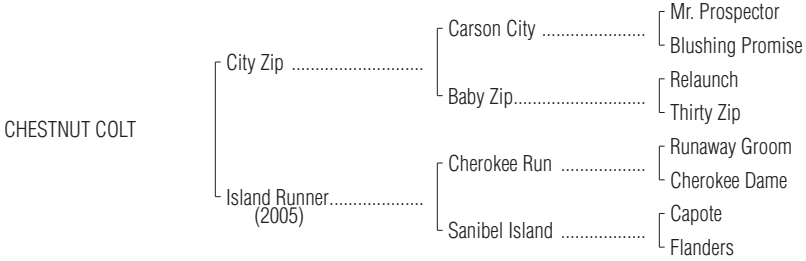 Mr. Prospector
Carson City ......................
Blushing Promise
City Zip ............................
Relaunch
Baby Zip............................
Thirty Zip
CHESTNUT COLT
Runaway Groom
Cherokee Run ..................
Cherokee Dame
Island Runner....................
(2005)
Capote
Sanibel Island ..................
Flanders